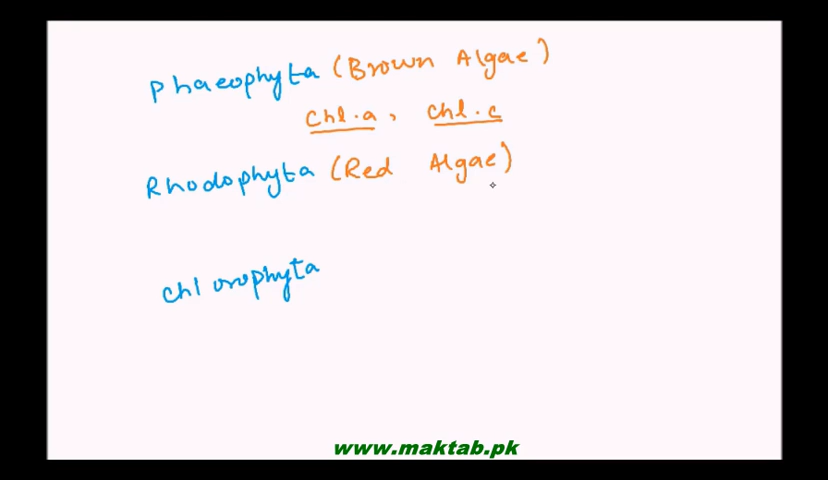 Phaeophyta (Brown Algae)
Chl.a, Chl.c
Rhodophyta (Red Algae)
Chlorophyta
www.maktab.pk